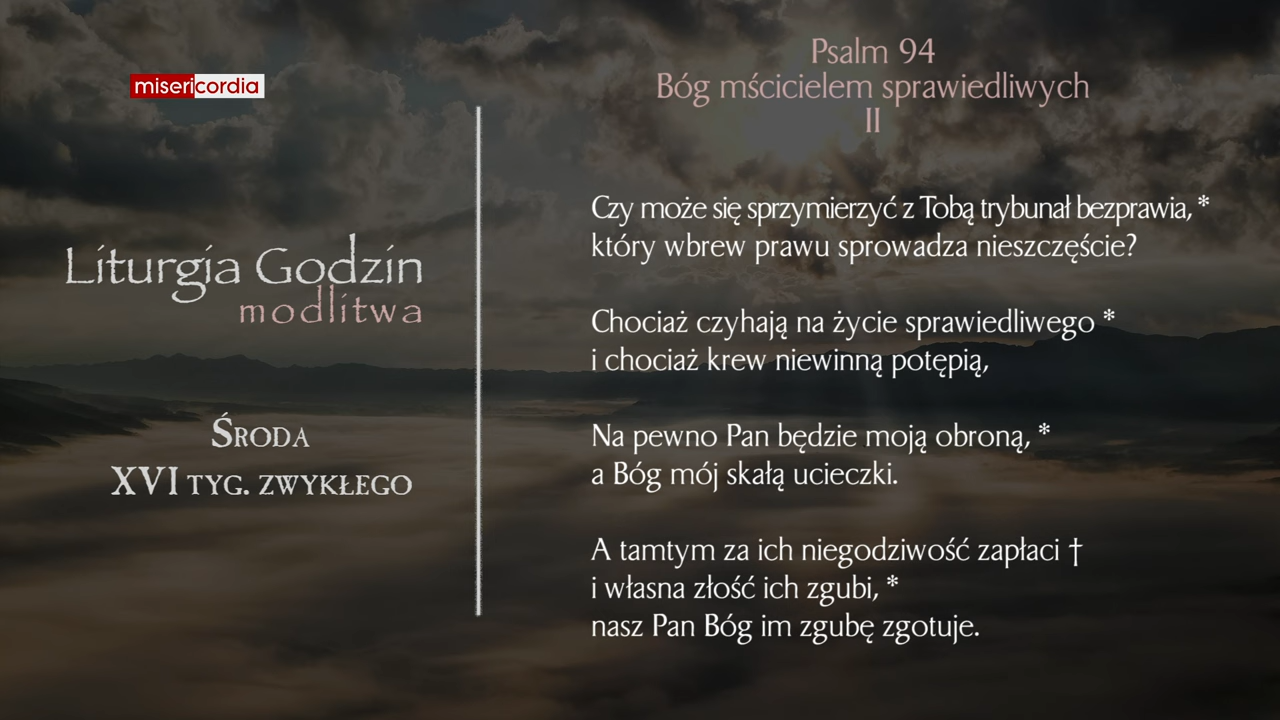 misericordia
Liturgia Godzin
modlitwa
Środa
XVI tyg. zwykłego
Psalm 94
Bóg mścicielem sprawiedliwych
II
Czy może się sprzymierzyć z Tobą trybunał bezprawia, *
który wbrew prawu sprowadza nieszczęście?
Chociaż czyhają na życie sprawiedliwego *
i chociaż krew niewinną potępią,
Na pewno Pan będzie moją obroną, *
a Bóg mój skałą ucieczki.
A tamtym za ich niegodziwość zapłaci †
i własna złość ich zgubi, *
nasz Pan Bóg im zgubę zgotuje.